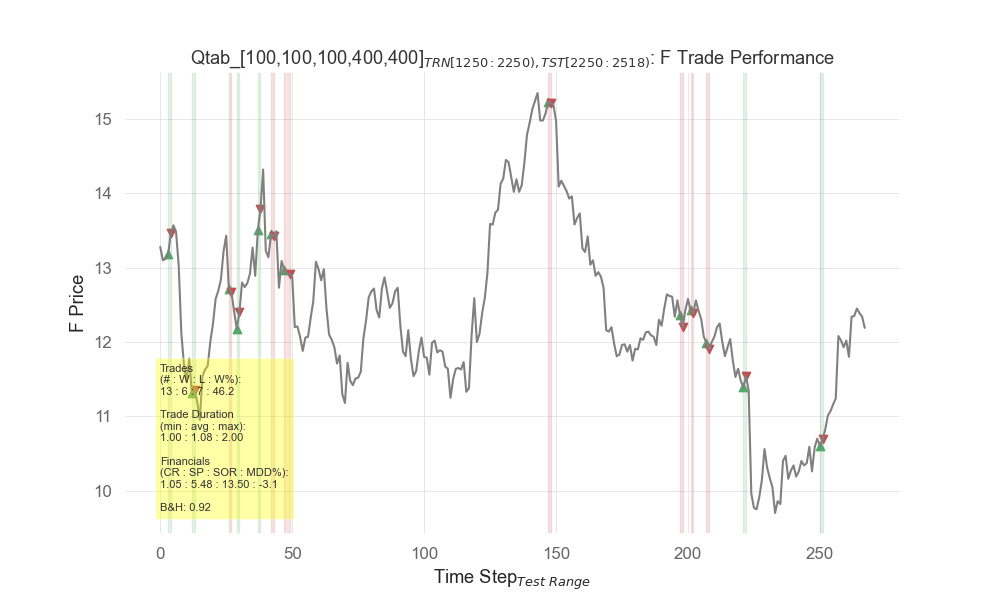 Qtab_[100,100,100,400,400]TRN[1250:2250),TST[2250:2518): F Trade Performance
15
14
13
12
11
10
F Price
Trades
(# : W : L : W%):
13 : 6 : 7 : 46.2
Trade Duration
(min : avg : max):
1.00 : 1.08 : 2.00
Financials
(CR : SP : SOR : MDD%):
1.05 : 5.48 : 13.50 : -3.1
B&H: 0.92
0 50 100 150 200 250
Time Step Test Range